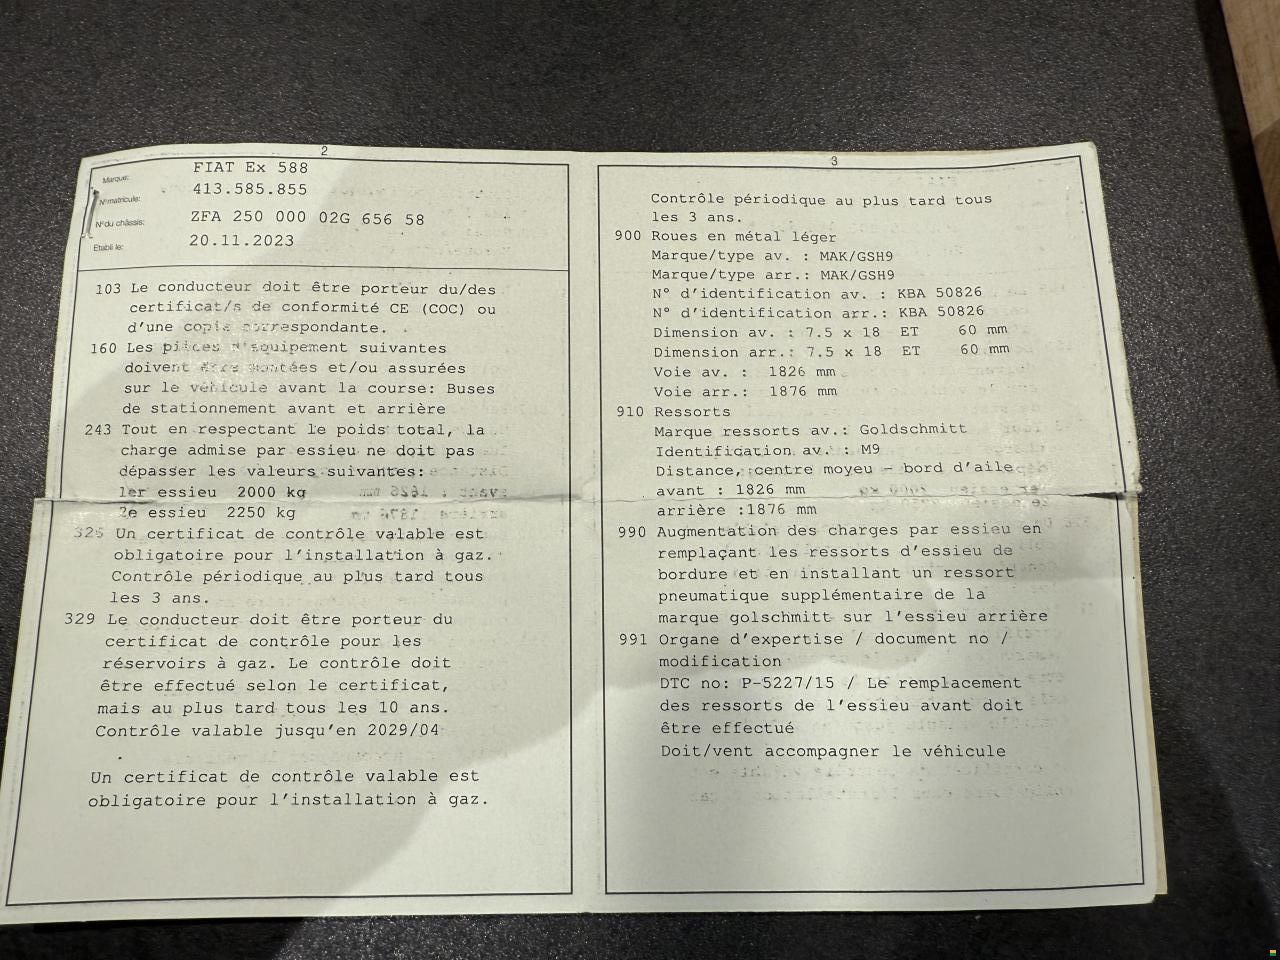 2
Marque: FIAT Ex 588
N° matricule: 413.585.855
N° du châssis: ZFA 250 000 02G 656 58
Etabli le: 20.11.2023
103 Le conducteur doit être porteur du/des
certificat/s de conformité CE (COC) ou
d'une copie correspondante.
160 Les pièces d'équipement suivantes
doivent être montées et/ou assurées
sur le véhicule avant la course: Buses
de stationnement avant et arrière
243 Tout en respectant le poids total, la
charge admise par essieu ne doit pas
dépasser les valeurs suivantes:
1er essieu 2000 kg
2e essieu 2250 kg
325 Un certificat de contrôle valable est
obligatoire pour l'installation à gaz.
Contrôle périodique au plus tard tous
les 3 ans.
329 Le conducteur doit être porteur du
certificat de contrôle pour les
réservoirs à gaz. Le contrôle doit
être effectué selon le certificat,
mais au plus tard tous les 10 ans.
Contrôle valable jusqu'en 2029/04
Un certificat de contrôle valable est
obligatoire pour l'installation à gaz.
3
Contrôle périodique au plus tard tous
les 3 ans.
900 Roues en métal léger
Marque/type av. : MAK/GSH9
Marque/type arr.: MAK/GSH9
N° d'identification av. : KBA 50826
N° d'identification arr.: KBA 50826
Dimension av. : 7.5 x 18 ET 60 mm
Dimension arr.: 7.5 x 18 ET 60 mm
Voie av. : 1826 mm
Voie arr.: 1876 mm
910 Ressorts
Marque ressorts av.: Goldschmitt
Identification av. : M9
Distance, centre moyeu - bord d'aile
avant : 1826 mm
arrière :1876 mm
990 Augmentation des charges par essieu en
remplaçant les ressorts d'essieu de
bordure et en installant un ressort
pneumatique supplémentaire de la
marque golschmitt sur l'essieu arrière
991 Organe d'expertise / document no /
modification
DTC no: P-5227/15 / Le remplacement
des ressorts de l'essieu avant doit
être effectué
Doit/vent accompagner le véhicule